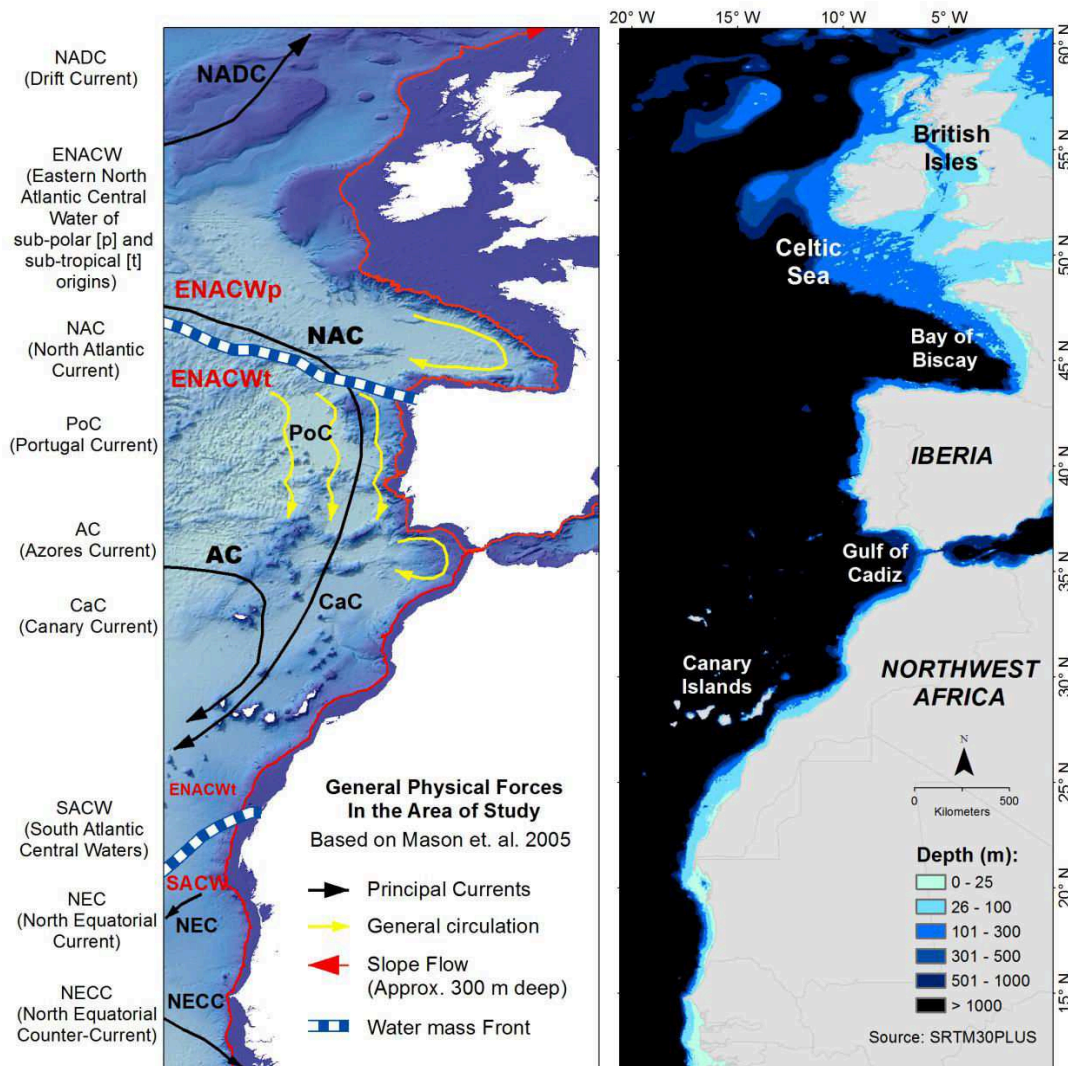 NADC
(Drift Current)
ENACW
(Eastern North
Atlantic Central
Water of
sub-polar [p] and
sub-tropical [t]
origins)
NAC
(North Atlantic
Current)
PoC
(Portugal Current)
AC
(Azores Current)
CaC
(Canary Current)
SACW
(South Atlantic
Central Waters)
NEC
(North Equatorial
Current)
NECC
(North Equatorial
Counter-Current)
NADC
ENACWp
NAC
ENACWt
PoC
AC
CaC
ENACWt
SACW
NEC
NECC
General Physical Forces
In the Area of Study
Based on Mason et. al. 2005
Principal Currents
General circulation
Slope Flow
(Approx. 300 m deep)
Water mass Front
20° W
15° W
10° W
5° W
60° N
55° N
50° N
45° N
40° N
35° N
30° N
25° N
20° N
15° N
British
Isles
Celtic
Sea
Bay of
Biscay
IBERIA
Gulf of
Cadiz
Canary
Islands
NORTHWEST
AFRICA
N
0 500
Kilometers
Depth (m):
0 - 25
26 - 100
101 - 300
301 - 500
501 - 1000
> 1000
Source: SRTM30PLUS